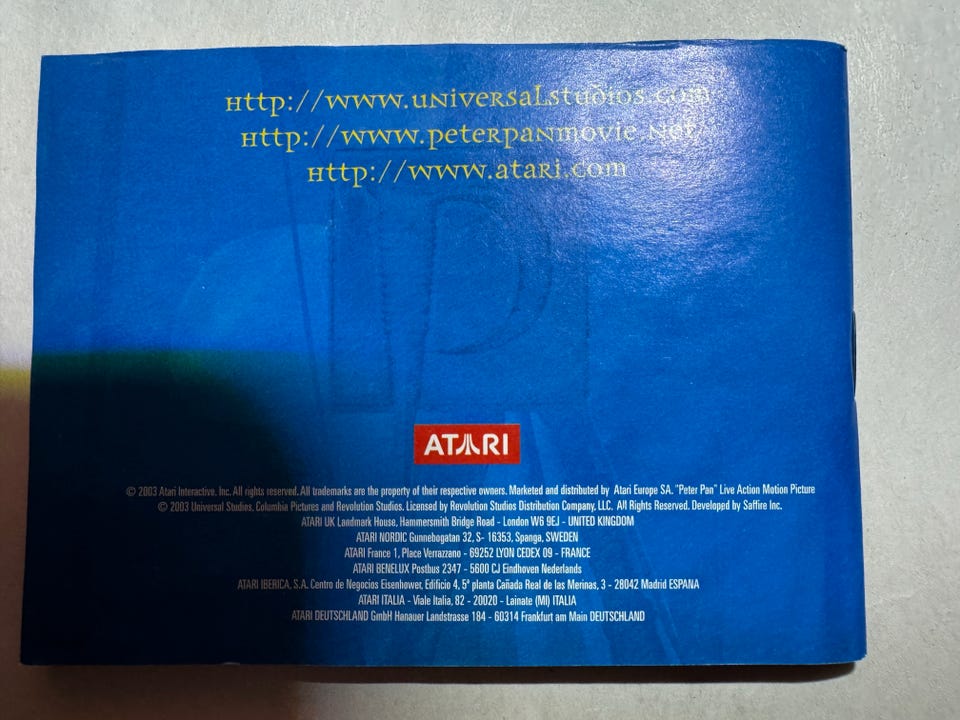 http://www.universalstudios.com
http://www.peterpanmovie.net/
http://www.atari.com
ATARI
© 2003 Atari Interactive, Inc. All rights reserved. All trademarks are the property of their respective owners. Marketed and distributed by Atari Europe SA. "Peter Pan" Live Action Motion Picture
© 2003 Universal Studios, Columbia Pictures and Revolution Studios. Licensed by Revolution Studios Distribution Company, LLC. All Rights Reserved. Developed by Saffire Inc.
ATARI UK Landmark House, Hammersmith Bridge Road - London W6 9EJ - UNITED KINGDOM
ATARI NORDIC Gunnebogatan 32, S- 16353, Spanga, SWEDEN
ATARI France 1, Place Verrazzano - 69252 LYON CEDEX 09 - FRANCE
ATARI BENELUX Postbus 2347 - 5600 CJ Eindhoven Nederlands
ATARI IBERICA, S.A. Centro de Negocios Eisenhower, Edificio 4, 5ª planta Cañada Real de las Merinas, 3 - 28042 Madrid ESPANA
ATARI ITALIA - Viale Italia, 82 - 20020 - Lainate (MI) ITALIA
ATARI DEUTSCHLAND GmbH Hanauer Landstrasse 184 - 60314 Frankfurt am Main DEUTSCHLAND